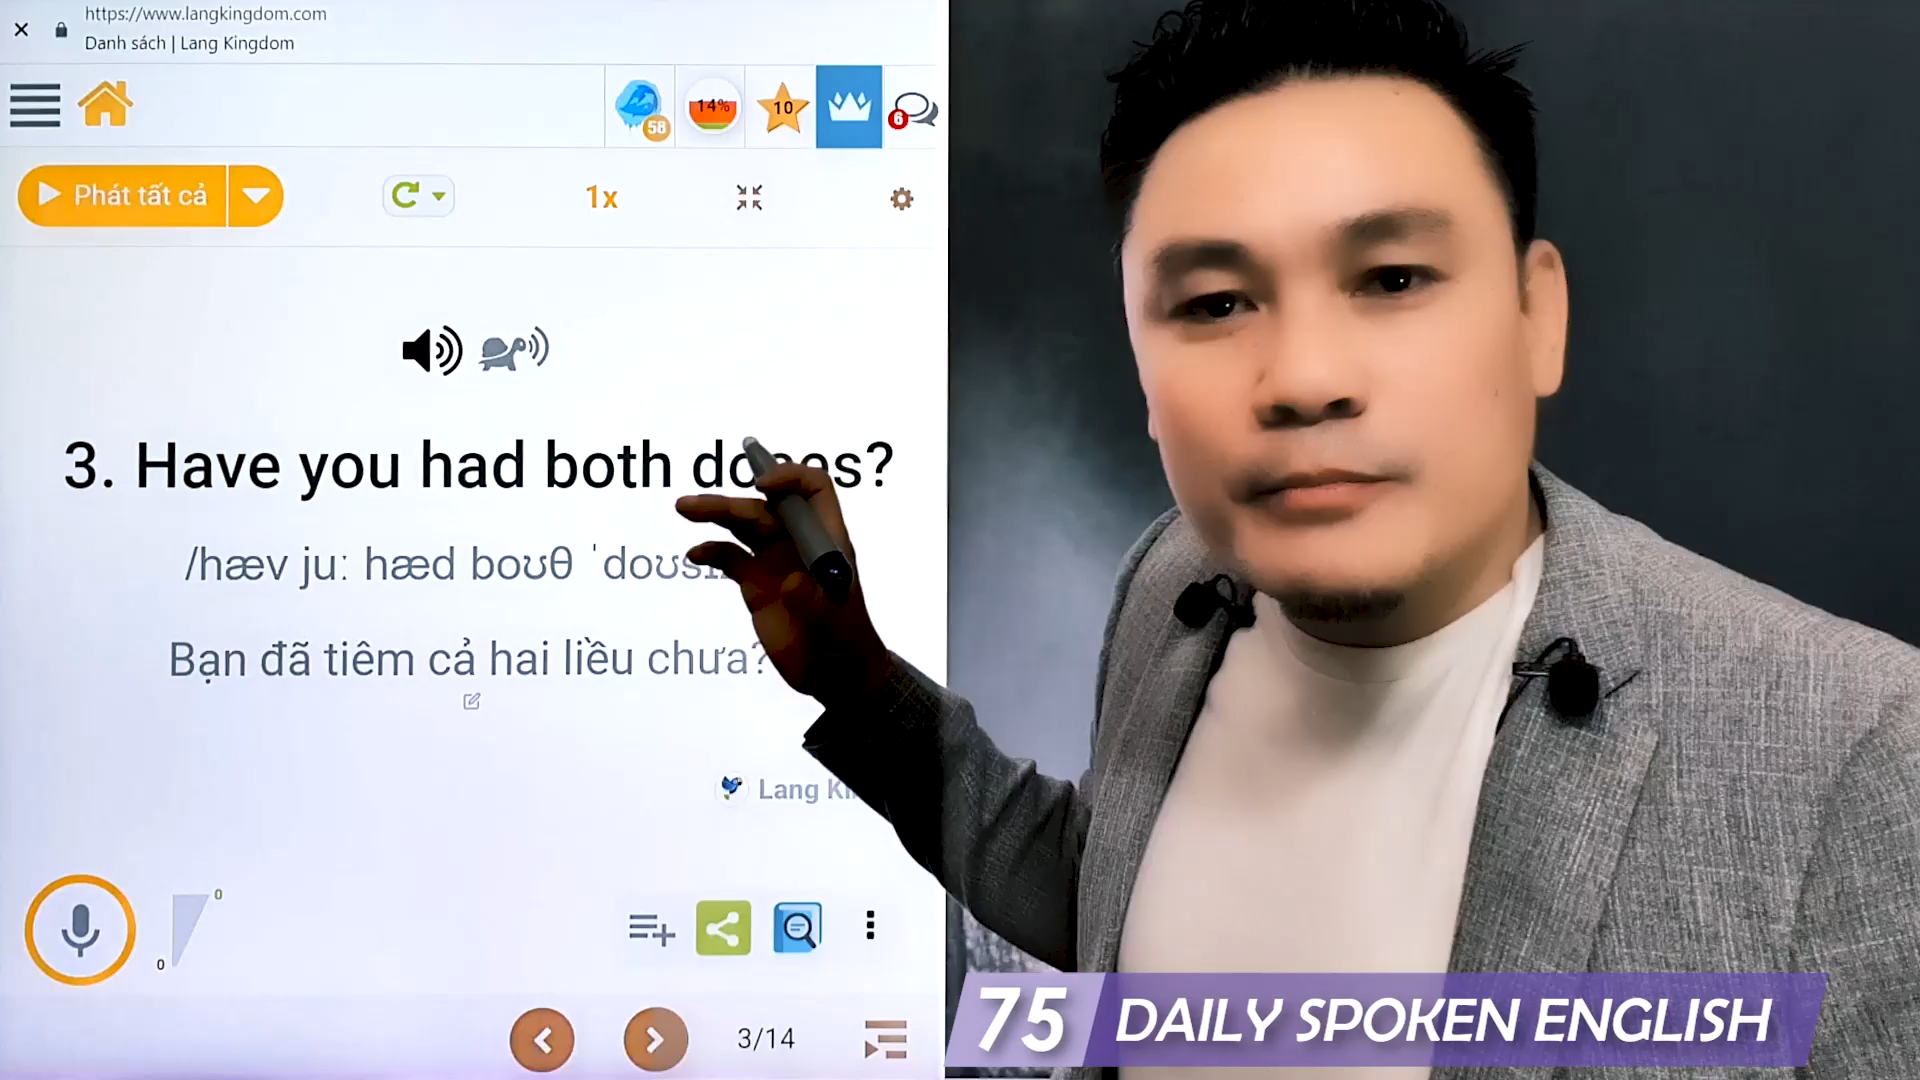 https://www.langkingdom.com
Danh sách | Lang Kingdom
58
14%
10
6
Phát tất cả
1x
3. Have you had both doses?
/hæv juː hæd boʊθ ˈdoʊs
Bạn đã tiêm cả hai liều chưa?
Lang
0
0
3/14
75 DAILY SPOKEN ENGLISH